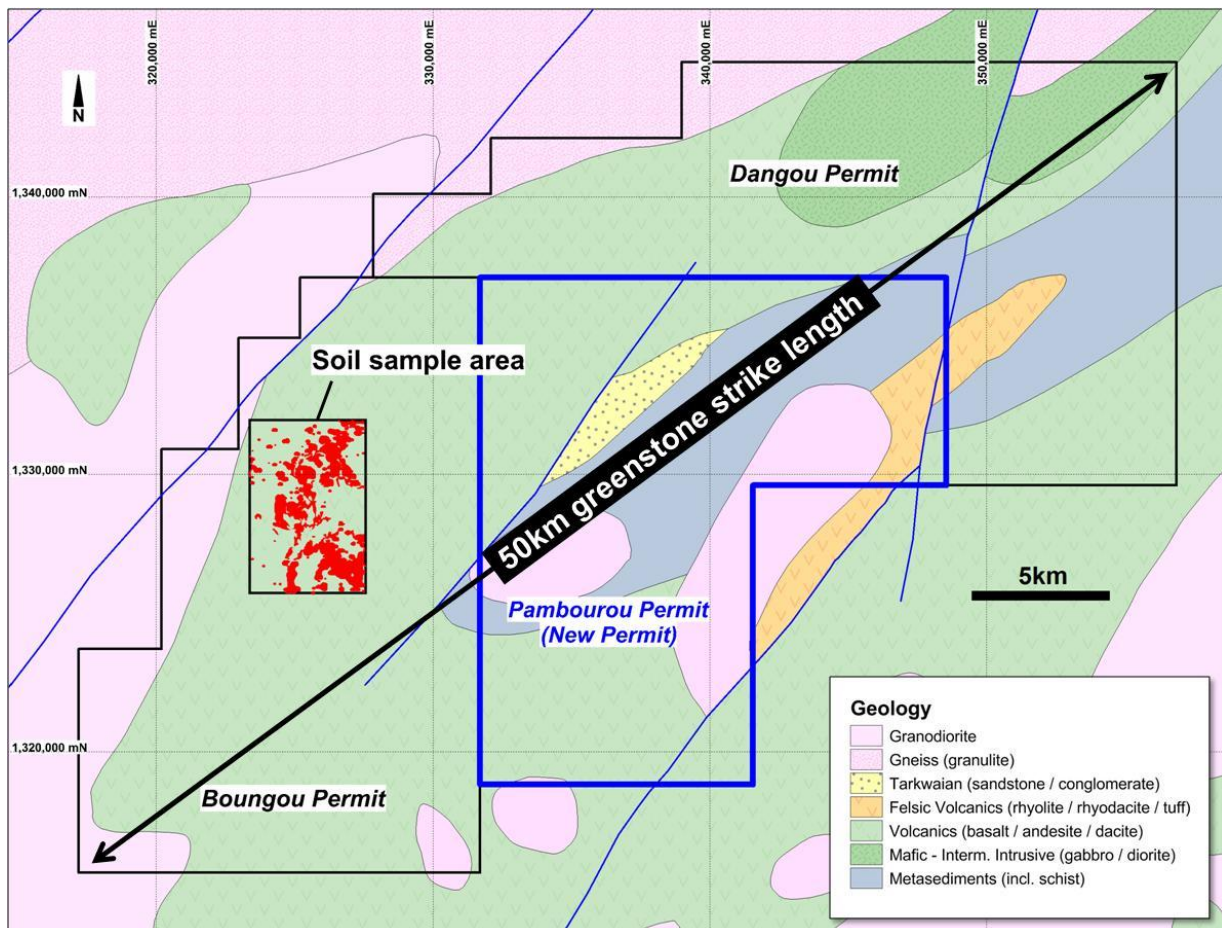 320,000 mE
330,000 mE
340,000 mE
350,000 mE
N
1,340,000 mN
Dangou Permit
Soil sample area
50km greenstone strike length
1,330,000 mN
5km
Pambourou Permit
(New Permit)
1,320,000 mN
Boungou Permit
Geology
Granodiorite
Gneiss (granulite)
Tarkwaian (sandstone / conglomerate)
Felsic Volcanics (rhyolite / rhyodacite / tuff)
Volcanics (basalt / andesite / dacite)
Mafic - Interm. Intrusive (gabbro / diorite)
Metasediments (incl. schist)